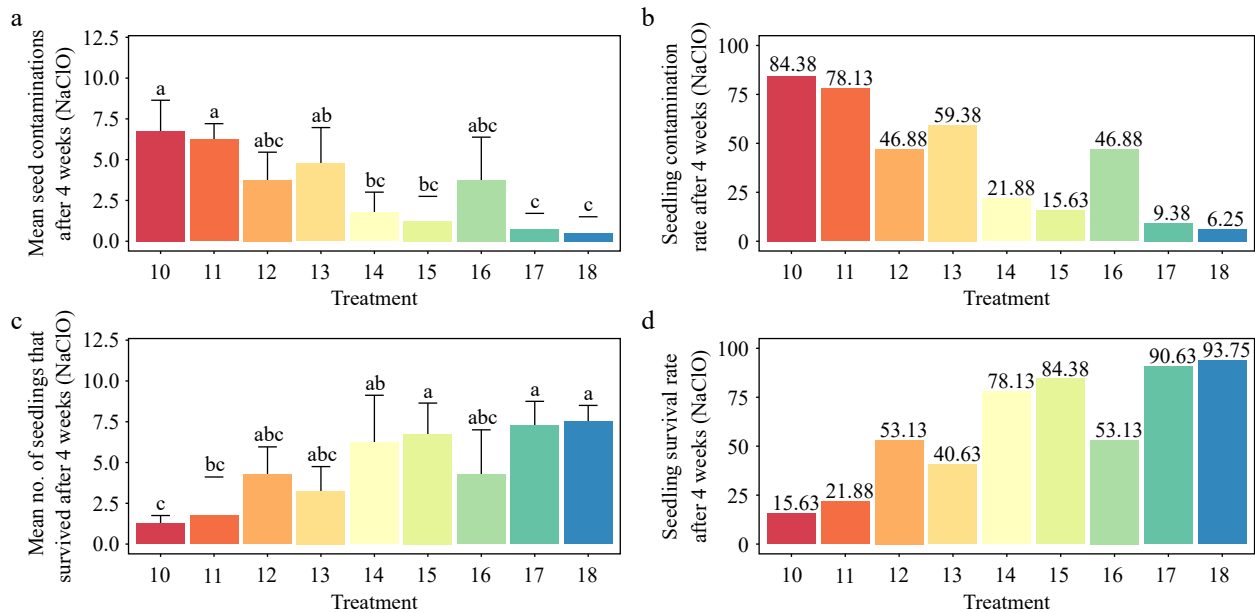 a
Mean seed contaminations
after 4 weeks (NaClO)
12.5
10.0
7.5
5.0
2.5
0.0
a
a
abc
ab
bc
bc
abc
c
c
10 11 12 13 14 15 16 17 18
Treatment
b
Seedling contamination
rate after 4 weeks (NaClO)
100
75
50
25
0
84.38
78.13
46.88
59.38
21.88
15.63
46.88
9.38
6.25
10 11 12 13 14 15 16 17 18
Treatment
c
Mean no. of seedlings that
survived after 4 weeks (NaClO)
12.5
10.0
7.5
5.0
2.5
0.0
c
bc
abc
abc
ab
a
abc
a
a
10 11 12 13 14 15 16 17 18
Treatment
d
Seedling survival rate
after 4 weeks (NaClO)
100
75
50
25
0
15.63
21.88
53.13
40.63
78.13
84.38
53.13
90.63
93.75
10 11 12 13 14 15 16 17 18
Treatment